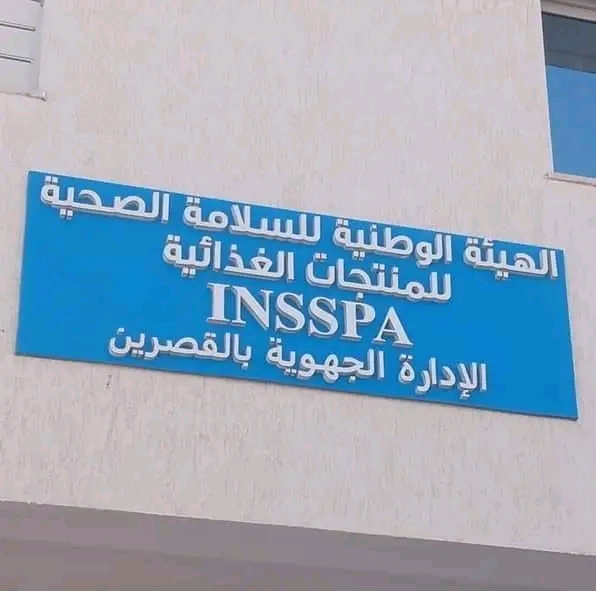 الهيئة الوطنية للسلامة الصحية
للمنتجات الغذائية
INSSPA
الإدارة الجهوية بالقصرين